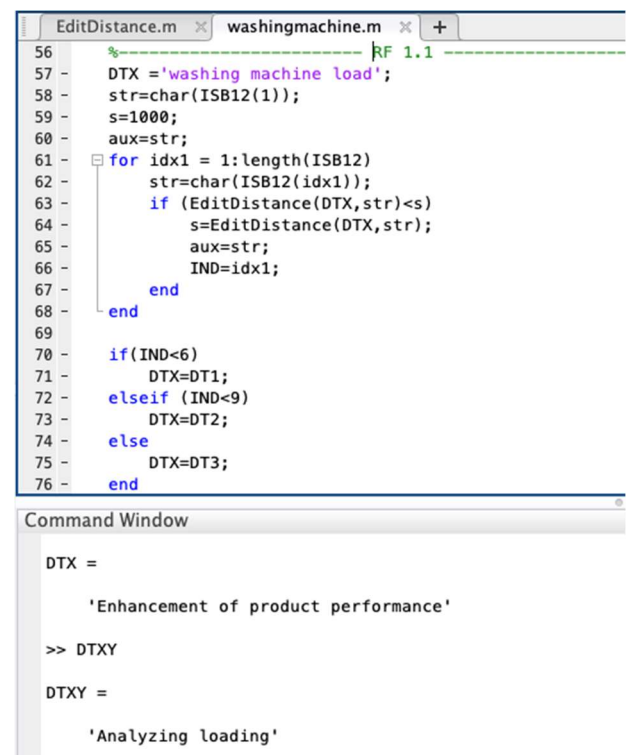 EditDistance.m × washingmachine.m × +
56 %------------------------ RF 1.1 ------------------
57 - DTX ='washing machine load';
58 - str=char(ISB12(1));
59 - s=1000;
60 - aux=str;
61 - for idx1 = 1:length(ISB12)
62 - str=char(ISB12(idx1));
63 - if (EditDistance(DTX,str)<s)
64 - s=EditDistance(DTX,str);
65 - aux=str;
66 - IND=idx1;
67 - end
68 - end
69
70 - if(IND<6)
71 - DTX=DT1;
72 - elseif (IND<9)
73 - DTX=DT2;
74 - else
75 - DTX=DT3;
76 - end
Command Window
DTX =
'Enhancement of product performance'
>> DTXY
DTXY =
'Analyzing loading'